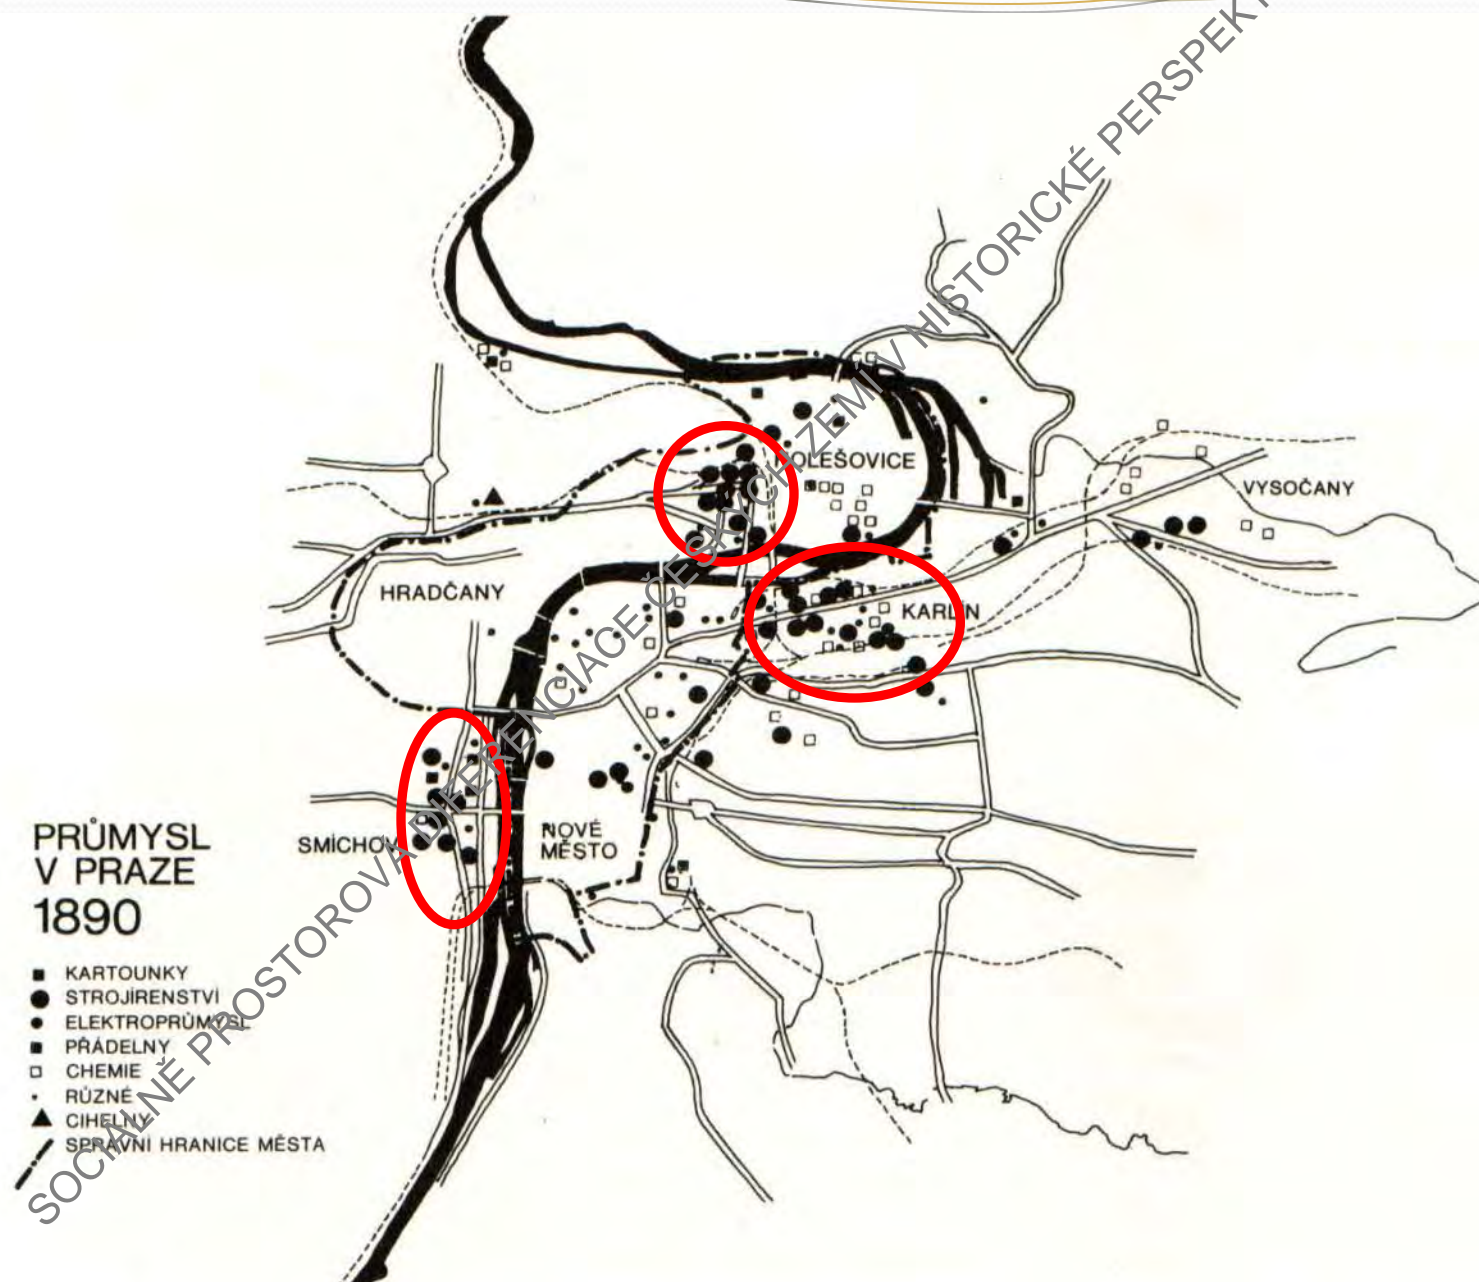 HOLEŠOVICE
VYSOČANY
HRADČANY
KARLÍN
SMÍCHOV
NOVÉ
MĚSTO
PRŮMYSL
V PRAZE
1890
KARTOUNKY
STROJÍRENSTVÍ
ELEKTROPRŮMYSL
PŘÁDELNY
CHEMIE
RŮZNÉ
CIHELNY
SPRÁVNÍ HRANICE MĚSTA
SOCIÁLNĚ PROSTOROVÁ DIFERENCIACE ČESKÝCH ZEMÍ V HISTORICKÉ